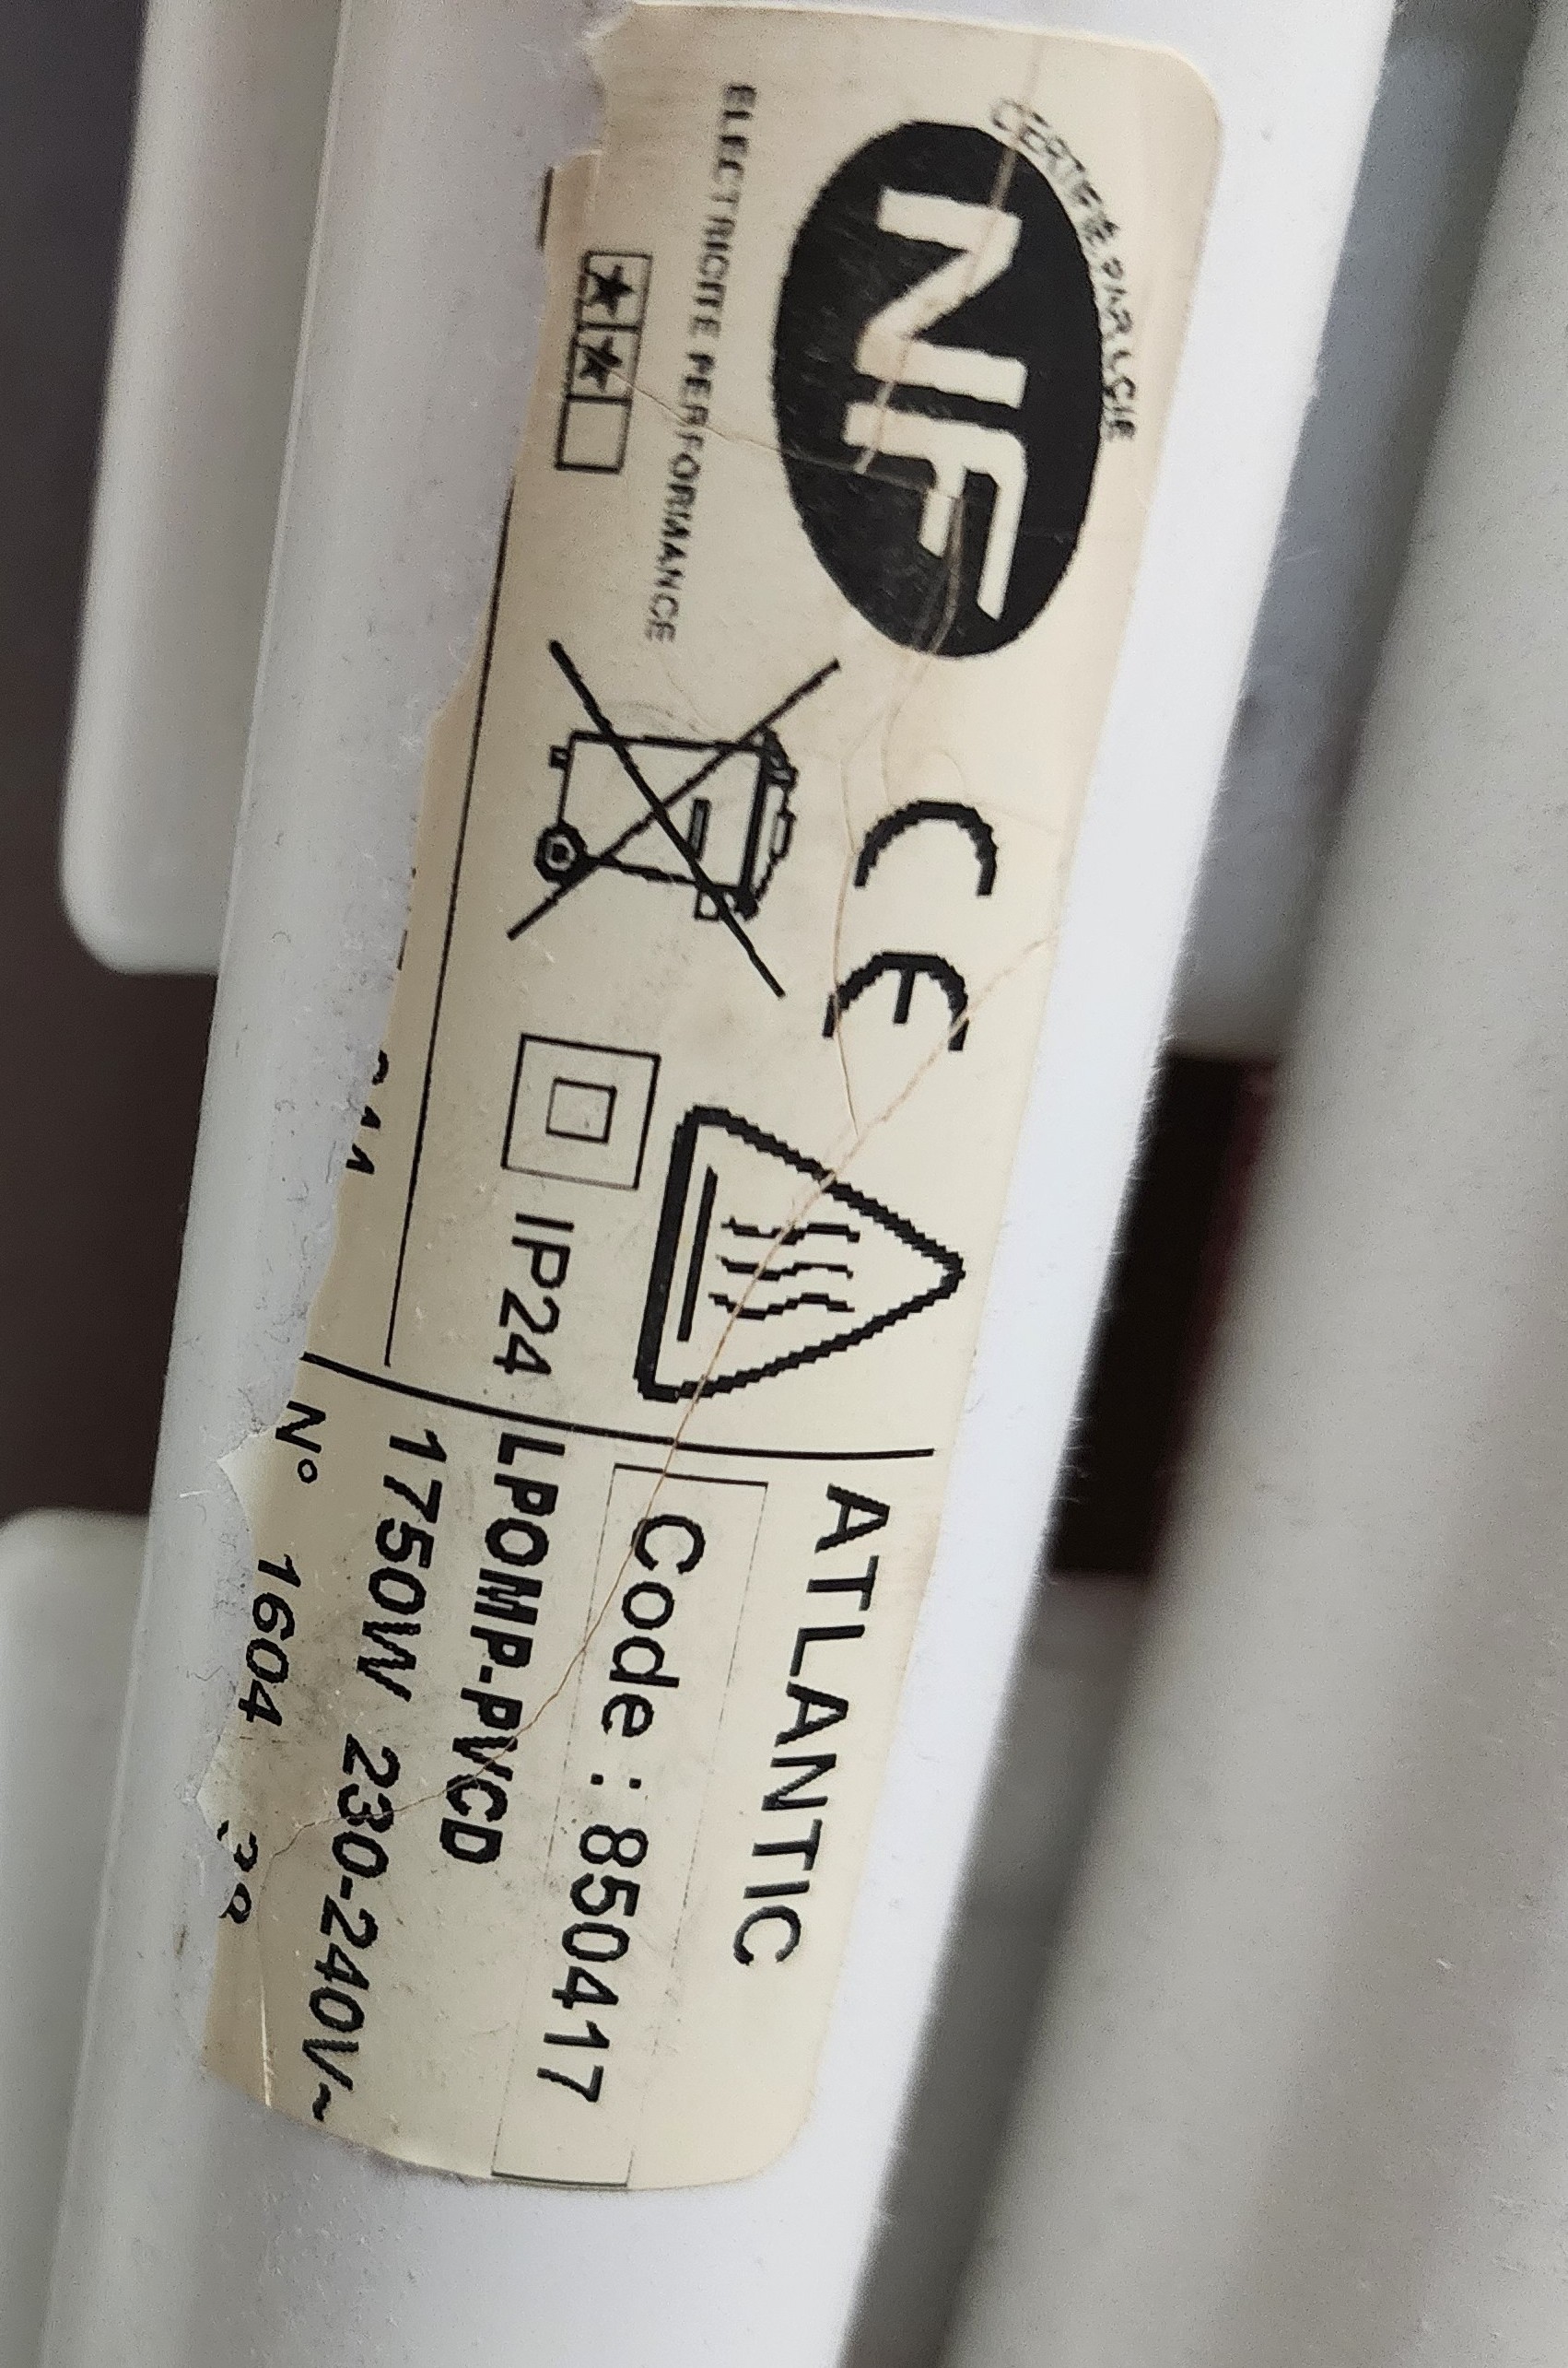 CERTIFIE PAR LCIE
NF
ELECTRICITE PERFORMANCE
CE
IP24
ATLANTIC
Code : 850417
LPOMP-PVCD
1750W 230-240V~
N° 1604